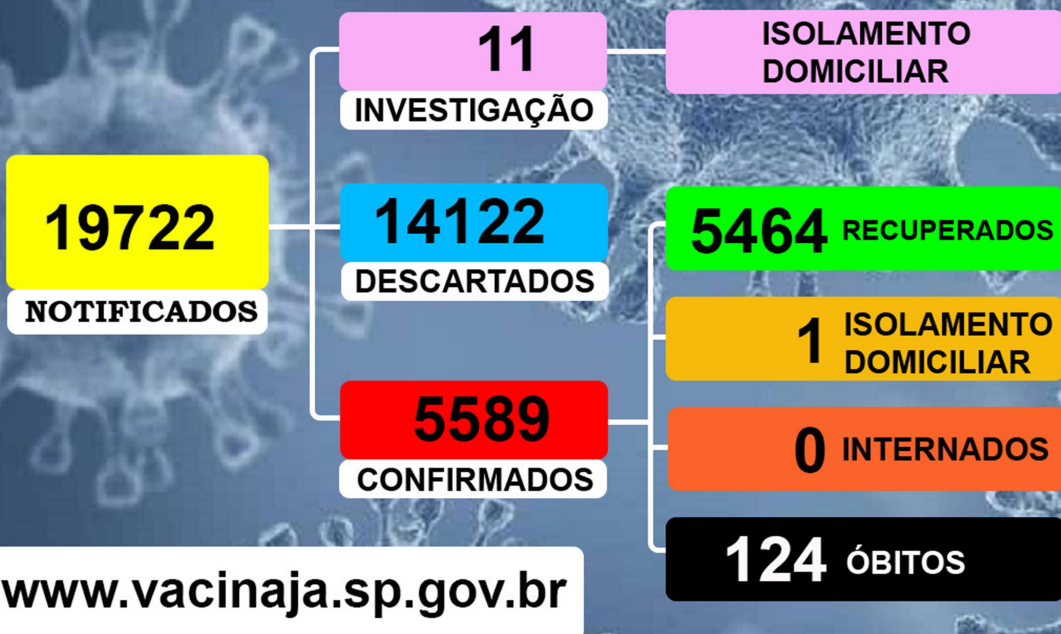 11
INVESTIGAÇÃO
ISOLAMENTO
DOMICILIAR
19722
NOTIFICADOS
14122
DESCARTADOS
5589
CONFIRMADOS
5464 RECUPERADOS
1 ISOLAMENTO
DOMICILIAR
0 INTERNADOS
124 ÓBITOS
www.vacinaja.sp.gov.br